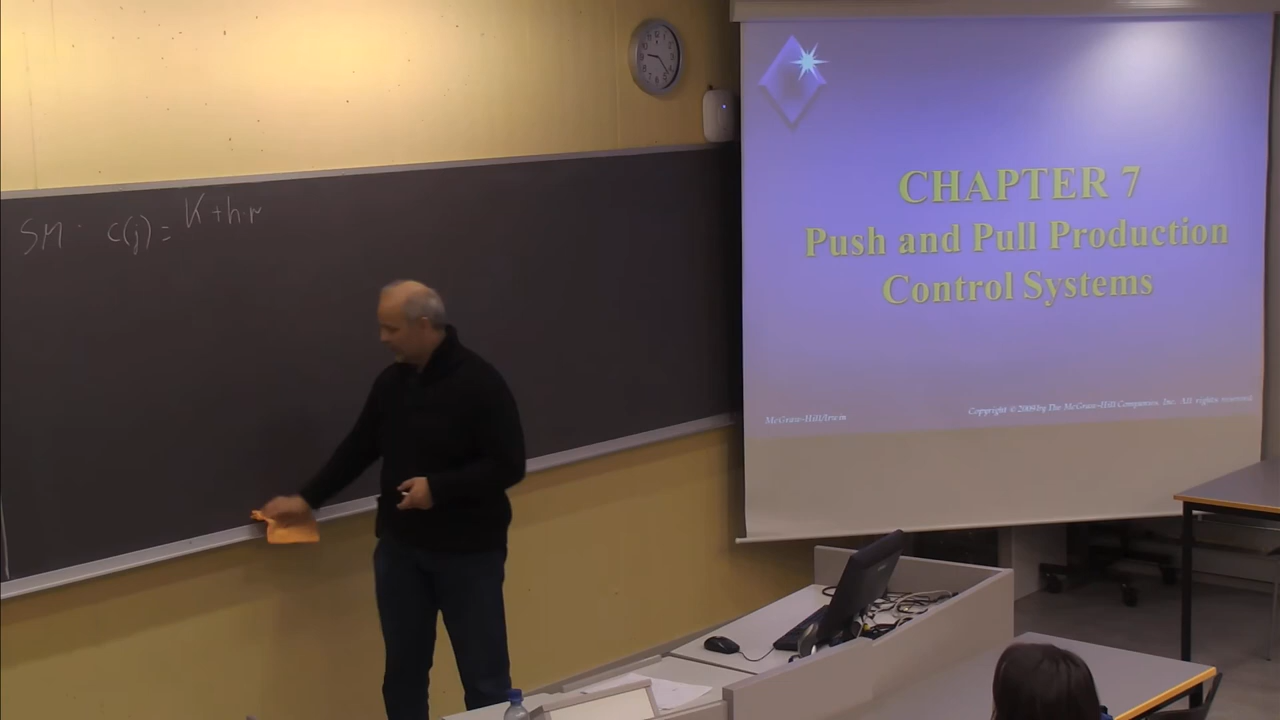 SM: c(j) = K+h·r
CHAPTER 7
Push and Pull Production
Control Systems
McGraw-Hill/Irwin
Copyright © 2009 by The McGraw-Hill Companies, Inc. All rights reserved.